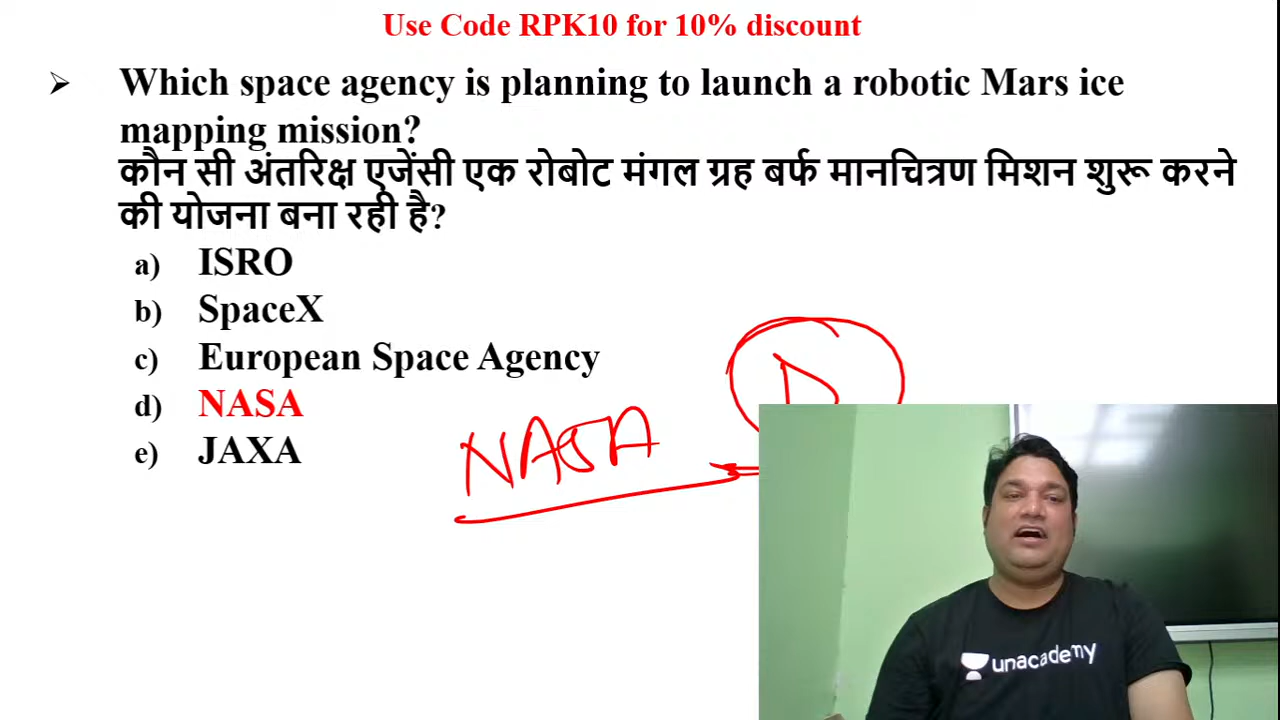 Use Code RPK10 for 10% discount
➢ Which space agency is planning to launch a robotic Mars ice
mapping mission?
कौन सी अंतरिक्ष एजेंसी एक रोबोट मंगल ग्रह बर्फ मानचित्रण मिशन शुरू करने
की योजना बना रही है?
a) ISRO
b) SpaceX
c) European Space Agency
d) NASA
e) JAXA
D
NASA
unacademy